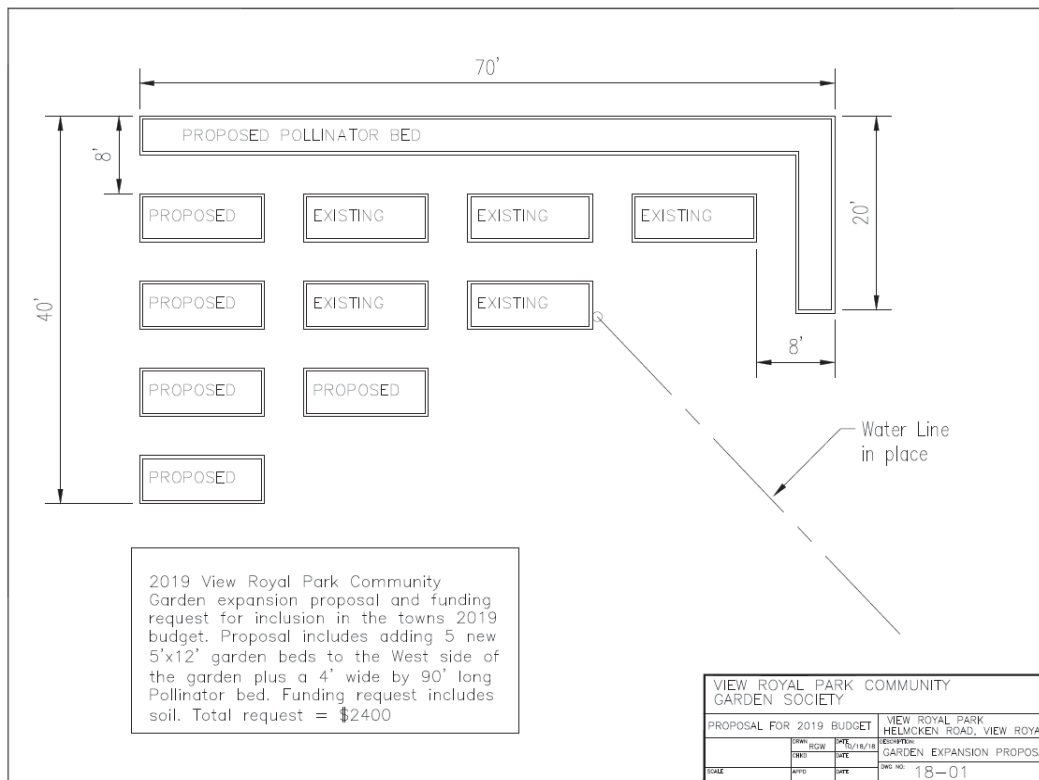 70'
PROPOSED POLLINATOR BED
8'
20'
40'
PROPOSED EXISTING EXISTING EXISTING
PROPOSED EXISTING EXISTING
8'
PROPOSED PROPOSED
Water Line
in place
PROPOSED
2019 View Royal Park Community
Garden expansion proposal and funding
request for inclusion in the towns 2019
budget. Proposal includes adding 5 new
5'x12' garden beds to the West side of
the garden plus a 4' wide by 90' long
Pollinator bed. Funding request includes
soil. Total request = $2400
VIEW ROYAL PARK COMMUNITY
GARDEN SOCIETY
PROPOSAL FOR 2019 BUDGET
VIEW ROYAL PARK
HELMCKEN ROAD, VIEW ROYA
DRWN RGW DATE 10/18/18
DESCRIPTION:
GARDEN EXPANSION PROPOSA
CHKD DATE
SCALE APPD DATE
DWG NO: 18-01